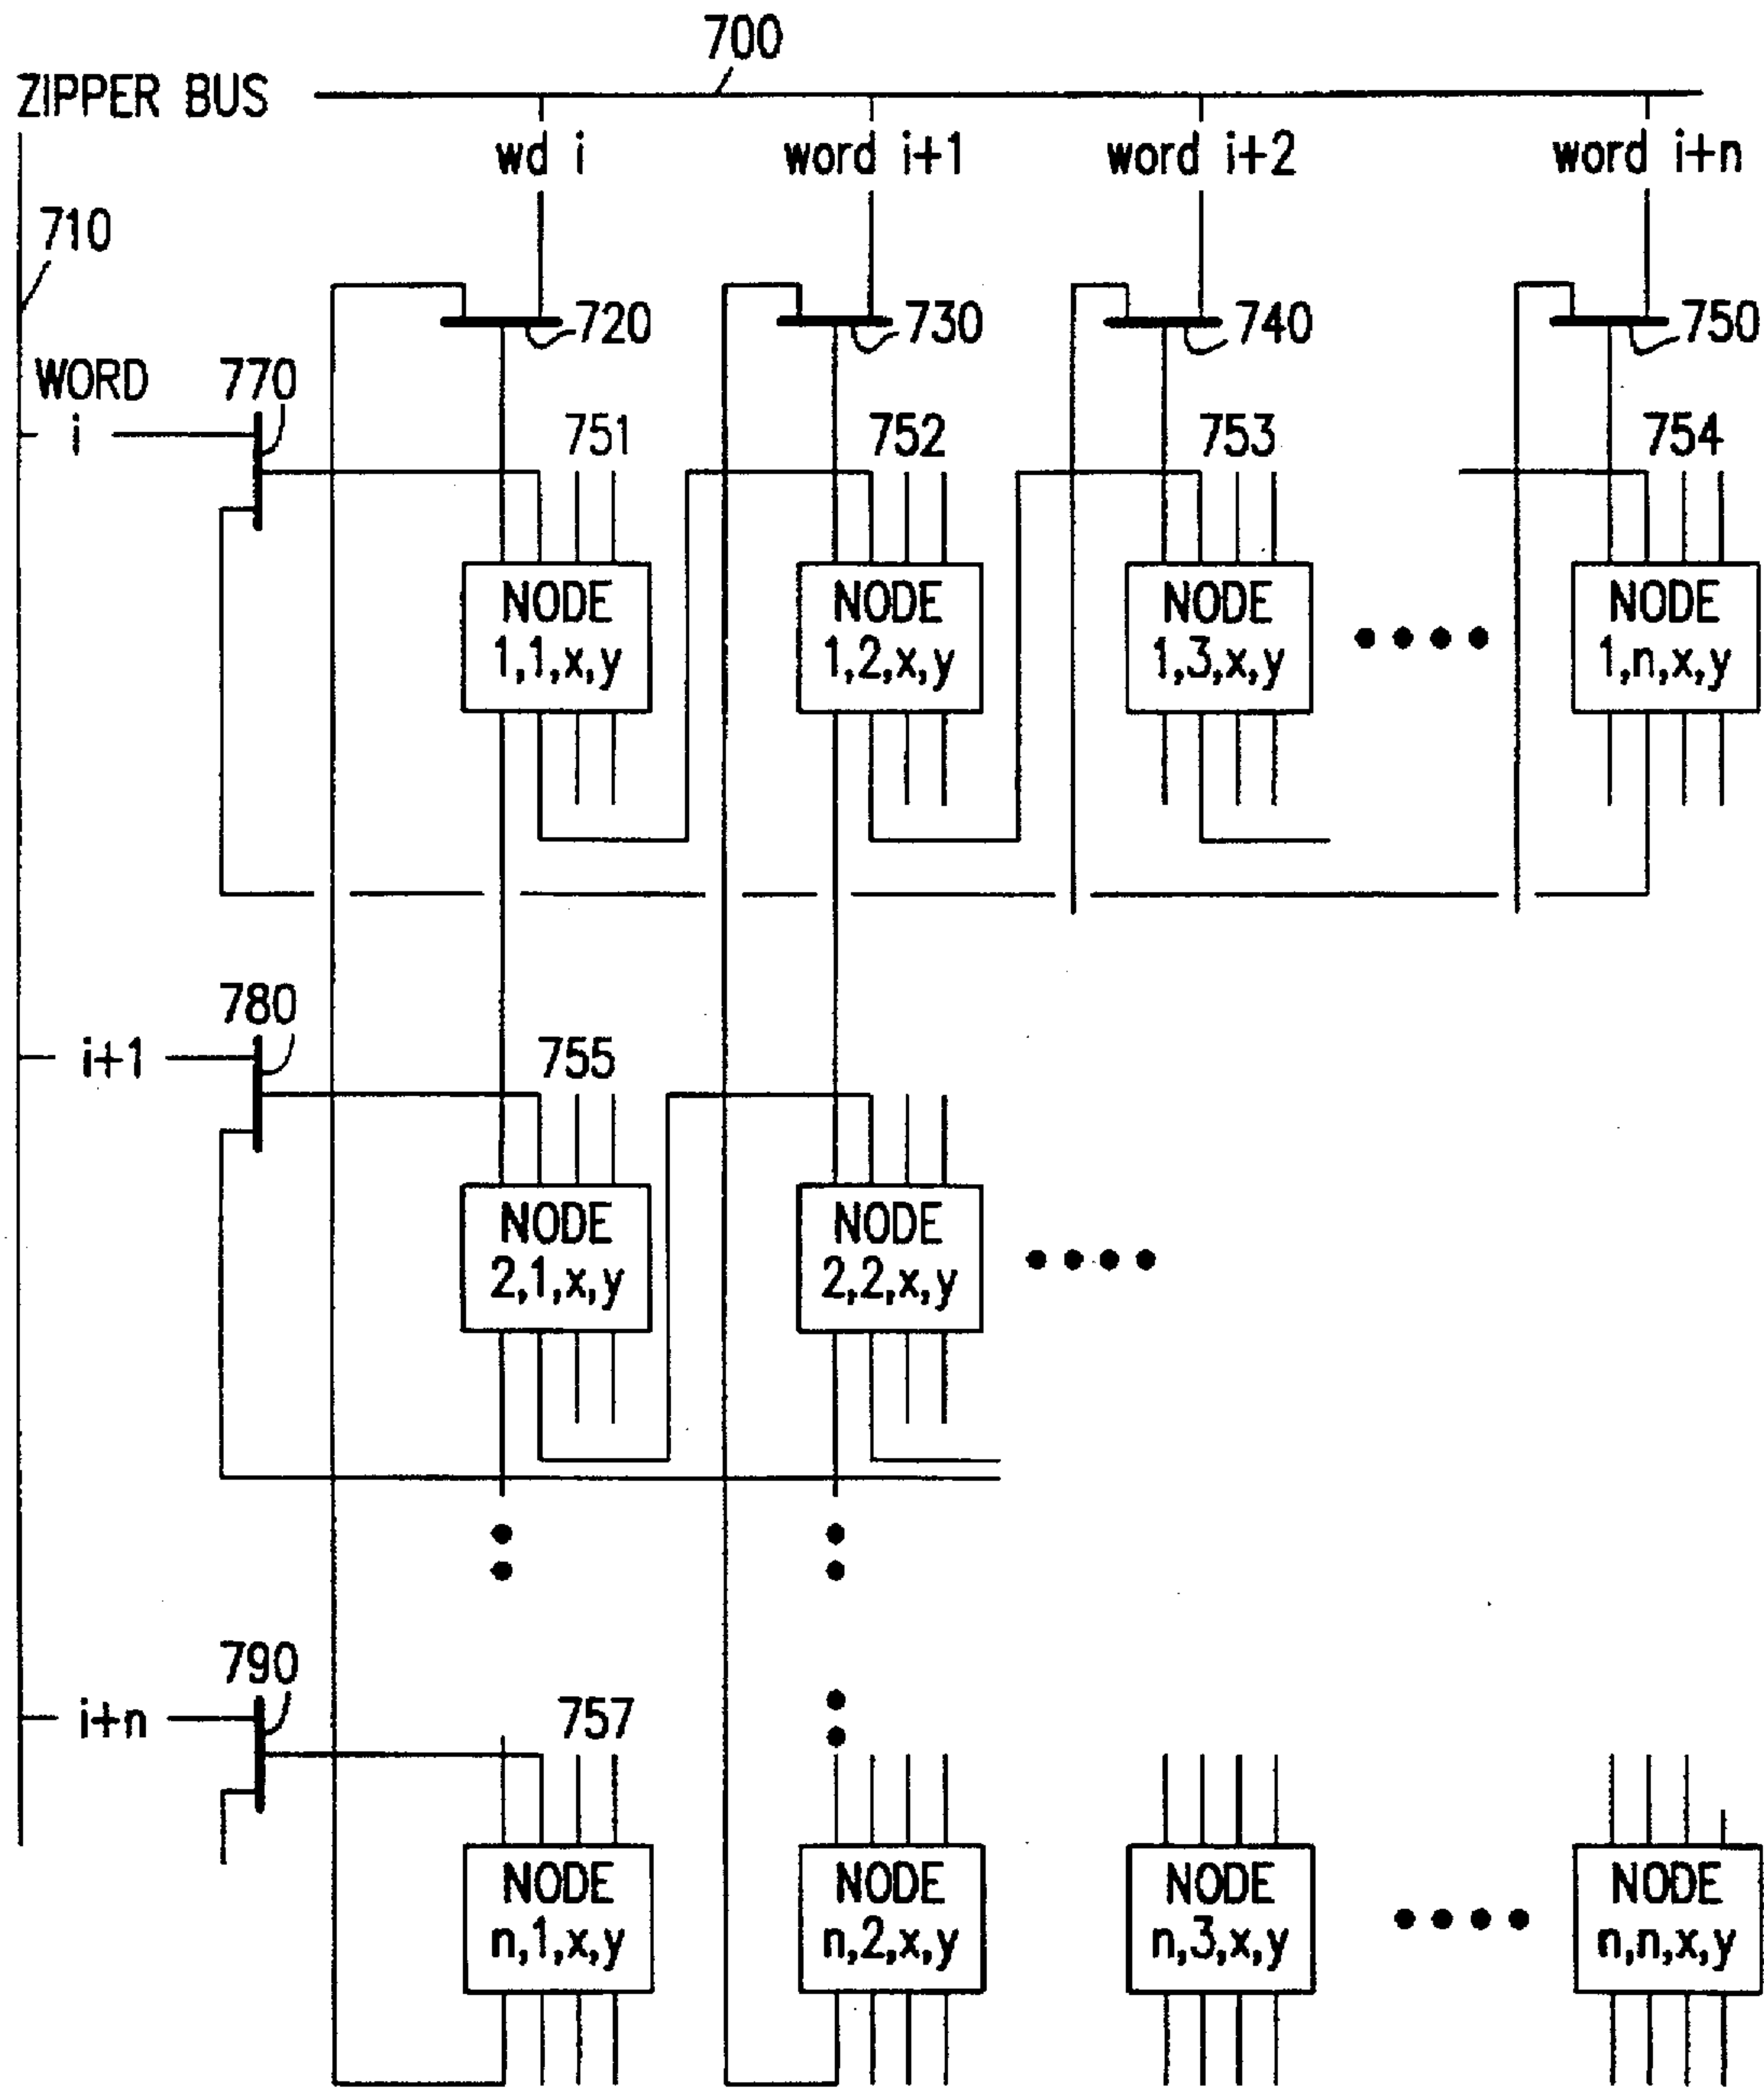 700
ZIPPER BUS
wd i
word i+1
word i+2
word i+n
710
720
730
740
750
WORD
i
770
751
752
753
754
NODE
1,1,x,y
NODE
1,2,x,y
NODE
1,3,x,y
NODE
1,n,x,y
780
i+1
755
NODE
2,1,x,y
NODE
2,2,x,y
790
i+n
757
NODE
n,1,x,y
NODE
n,2,x,y
NODE
n,3,x,y
NODE
n,n,x,y